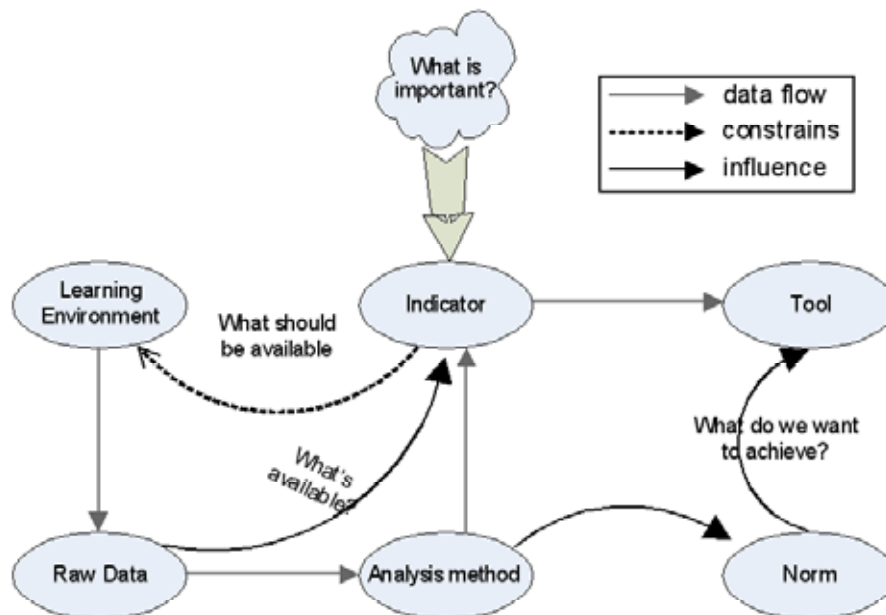 What is
important?
data flow
constrains
influence
Learning
Environment
Indicator
Tool
What should
be available
What do we want
to achieve?
What's
available?
Raw Data
Analysis method
Norm